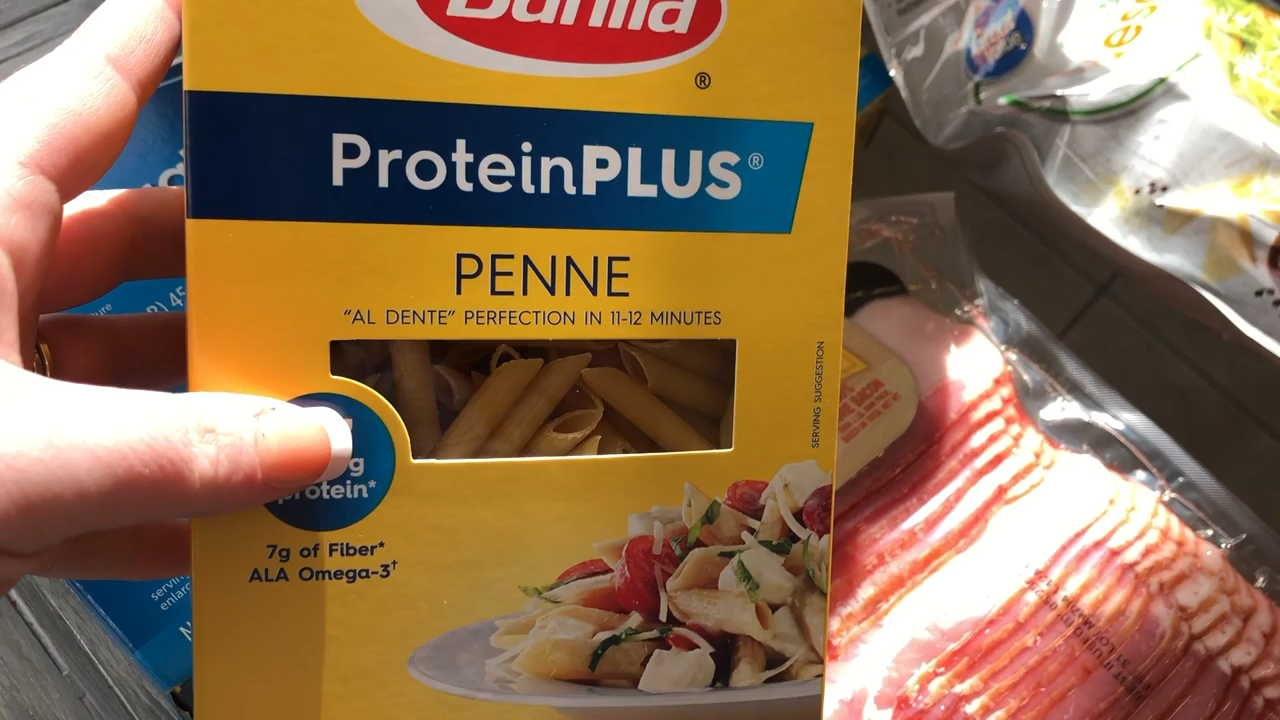 Barilla
®
ProteinPLUS®
PENNE
"AL DENTE" PERFECTION IN 11-12 MINUTES
SERVING SUGGESTION
g
protein*
7g of Fiber*
ALA Omega-3†
BACON